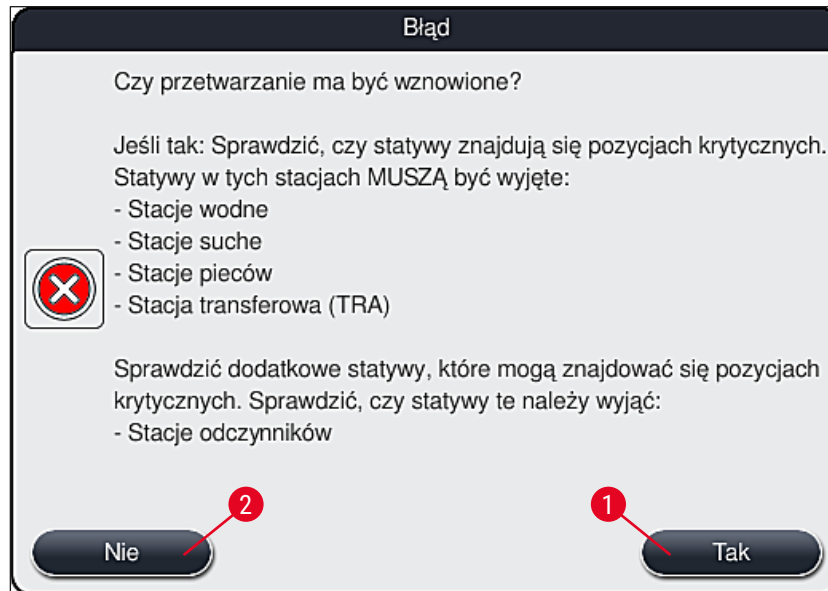 Błąd
Czy przetwarzanie ma być wznowione?
Jeśli tak: Sprawdzić, czy statywy znajdują się pozycjach krytycznych.
Statywy w tych stacjach MUSZĄ być wyjęte:
- Stacje wodne
- Stacje suche
- Stacje pieców
- Stacja transferowa (TRA)
Sprawdzić dodatkowe statywy, które mogą znajdować się pozycjach
krytycznych. Sprawdzić, czy statywy te należy wyjąć:
- Stacje odczynników
2 1
Nie Tak